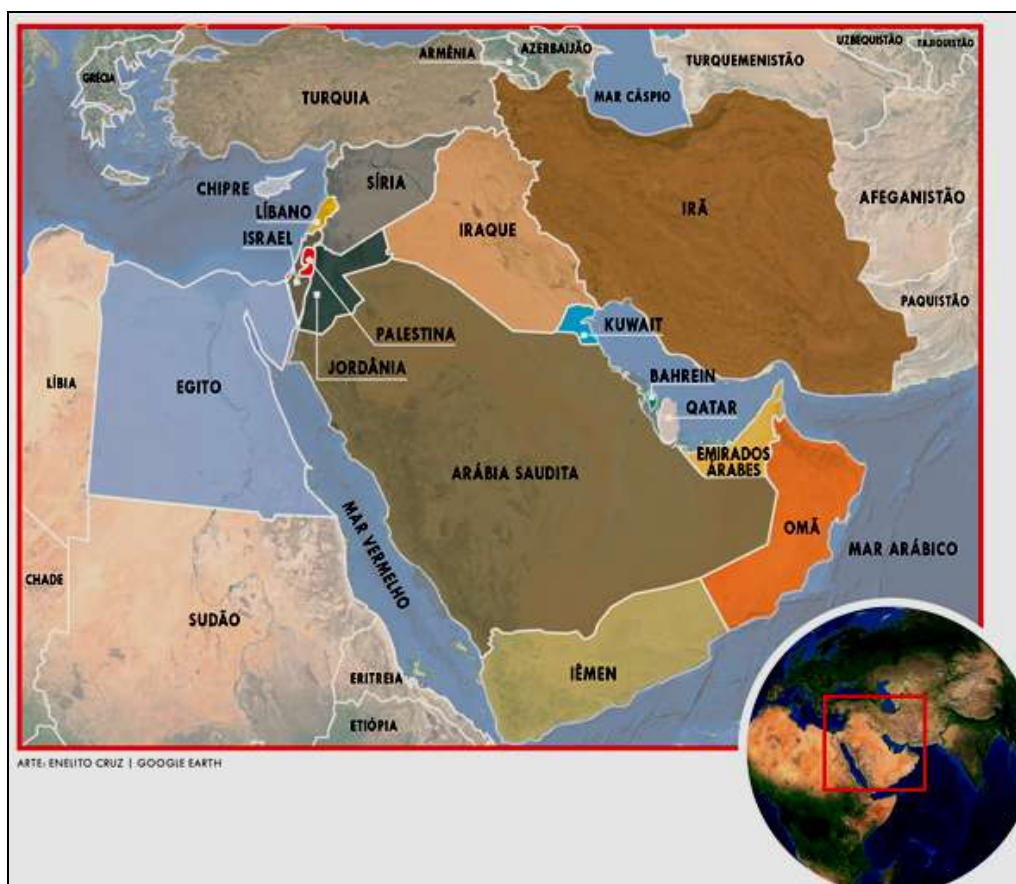 UZBEQUISTÃO
TAJIQUISTÃO
ARMÊNIA
AZERBAIJÃO
TURQUEMENISTÃO
GRÉCIA
TURQUIA
MAR CÁSPIO
CHIPRE
SÍRIA
AFEGANISTÃO
LÍBANO
IRÃ
ISRAEL
IRAQUE
PAQUISTÃO
KUWAIT
PALESTINA
JORDÂNIA
LÍBIA
EGITO
BAHREIN
QATAR
EMIRADOS
ÁRABES
ARÁBIA SAUDITA
OMÃ
MAR VERMELHO
MAR ARÁBICO
CHADE
SUDÃO
IÊMEN
ERITREIA
ETIÓPIA
ARTE: ENELITO CRUZ | GOOGLE EARTH